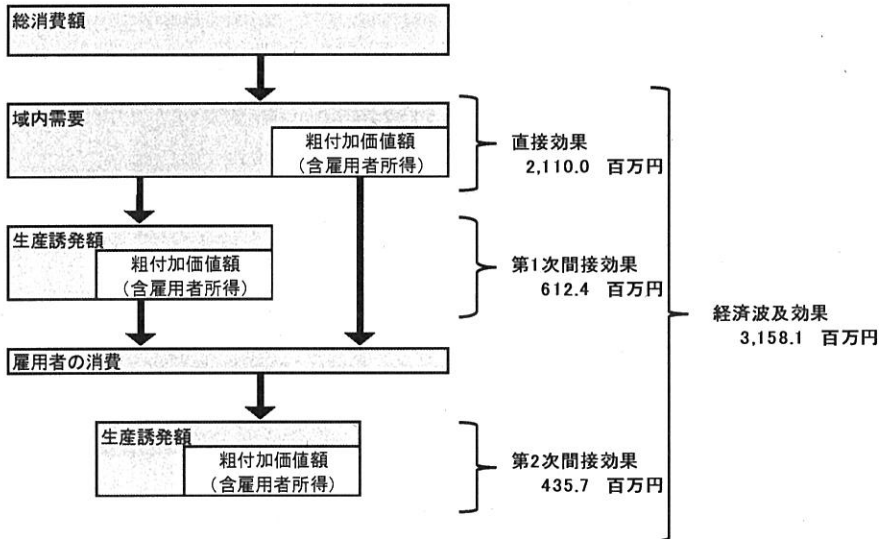 総消費額
域内需要
粗付加価値額
(含雇用者所得)
直接効果
2,110.0 百万円
生産誘発額
粗付加価値額
(含雇用者所得)
第1次間接効果
612.4 百万円
経済波及効果
3,158.1 百万円
雇用者の消費
生産誘発額
粗付加価値額
(含雇用者所得)
第2次間接効果
435.7 百万円